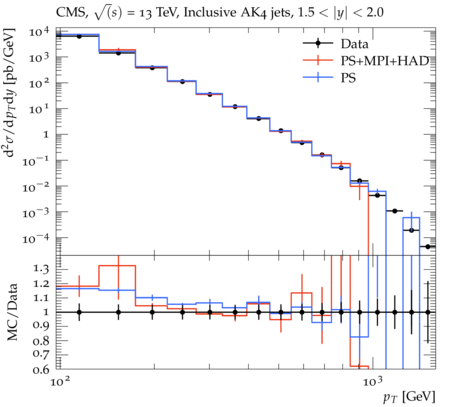 CMS, √(s) = 13 TeV, Inclusive AK4 jets, 1.5 < |y| < 2.0
d²σ/dp_T dy [pb/GeV]
10⁴
10³
10²
10¹
1
10⁻¹
10⁻²
10⁻³
10⁻⁴
Data
PS+MPI+HAD
PS
MC/Data
1.3
1.2
1.1
1
0.9
0.8
0.7
0.6
10²
10³
p_T [GeV]